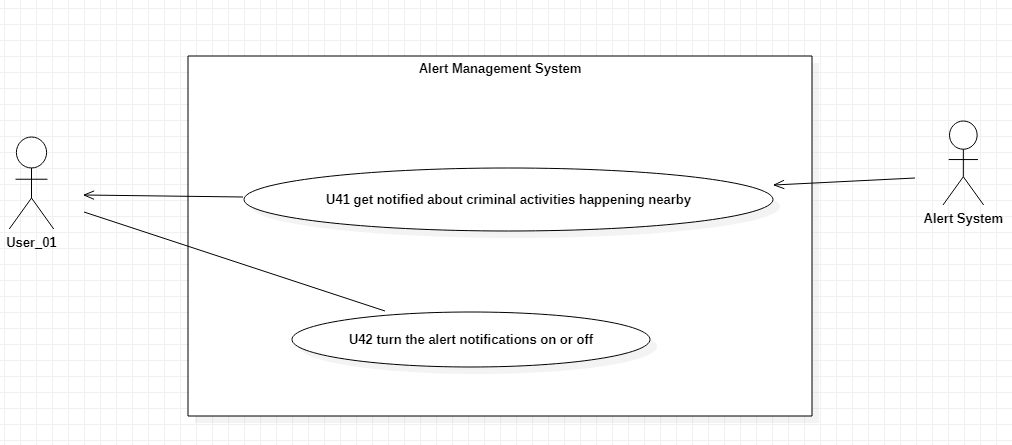 Alert Management System
U41 get notified about criminal activities happening nearby
Alert System
User_01
U42 turn the alert notifications on or off